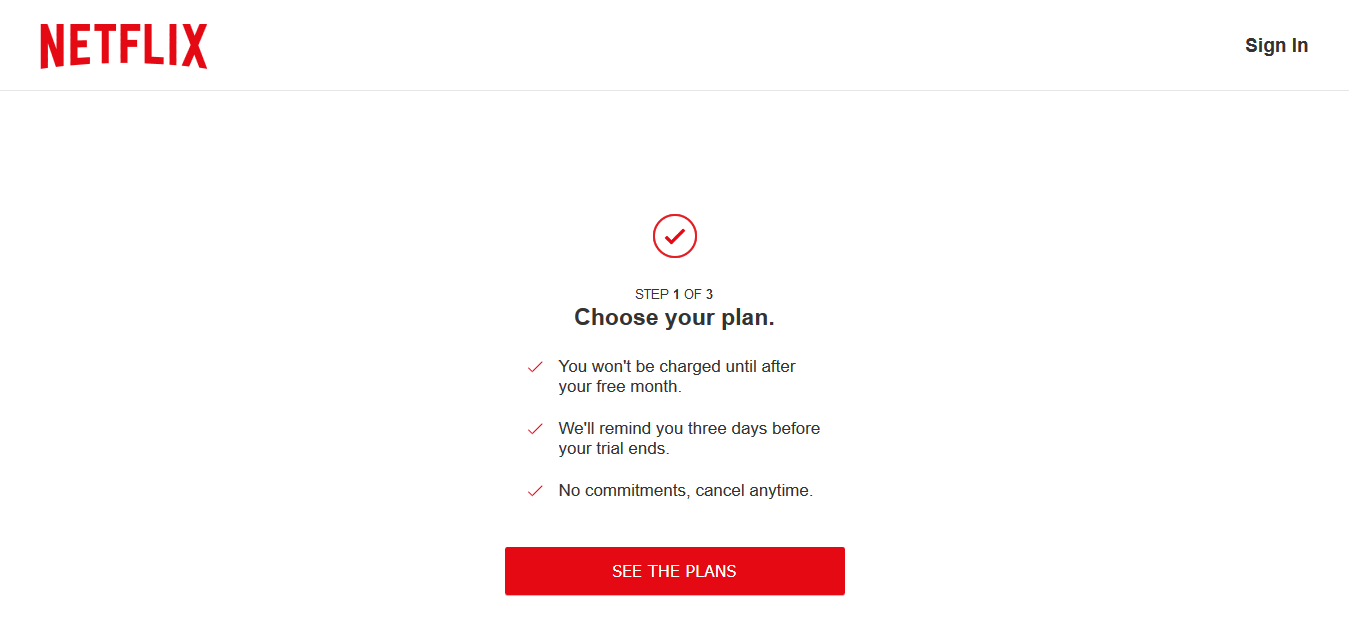 NETFLIX
Sign In
STEP 1 OF 3
Choose your plan.
You won't be charged until after
your free month.
We'll remind you three days before
your trial ends.
No commitments, cancel anytime.
SEE THE PLANS